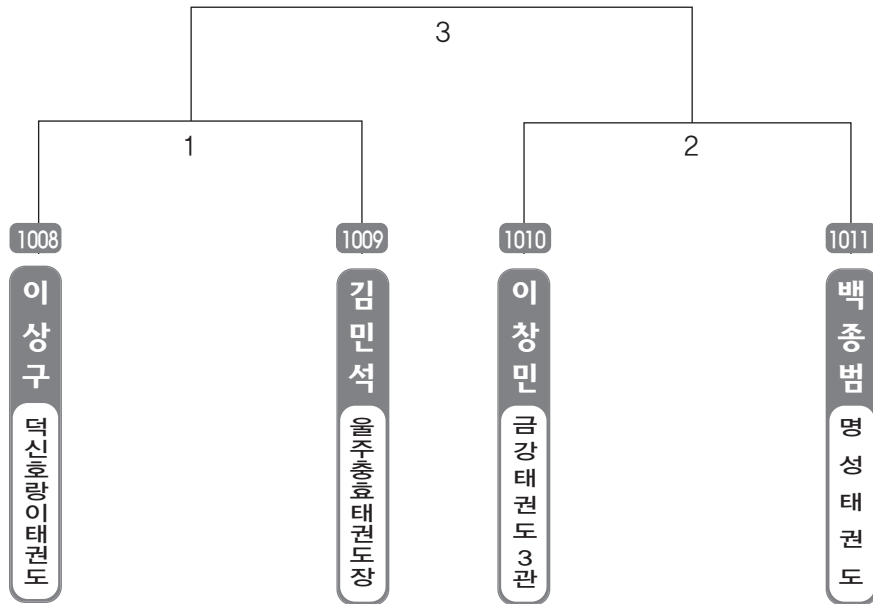 3
1
2
1008
1009
1010
1011
이상구
김민석
이창민
백종범
덕신호랑이태권도
울주충효태권도장
금강태권도3관
명성태권도